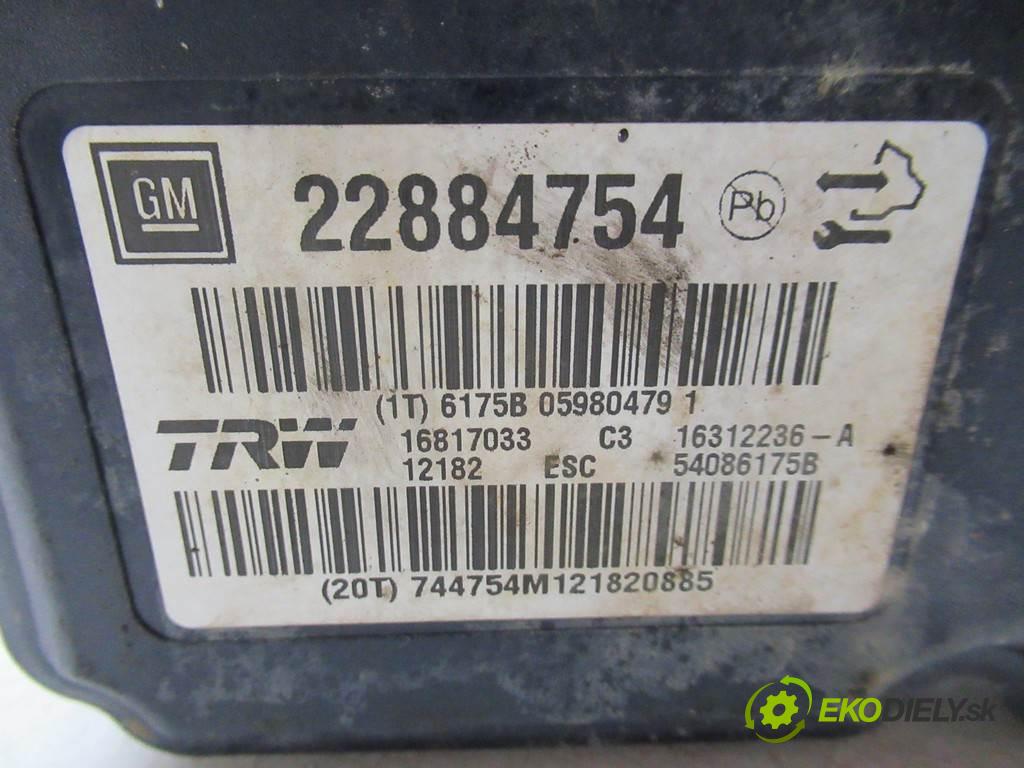 GM 22884754 Pb
(1T) 6175B 05980479 1
TRW 16817033 C3 16312236-A
12182 ESC 54086175B
(20T) 744754M121820885
EKODIELY.sk